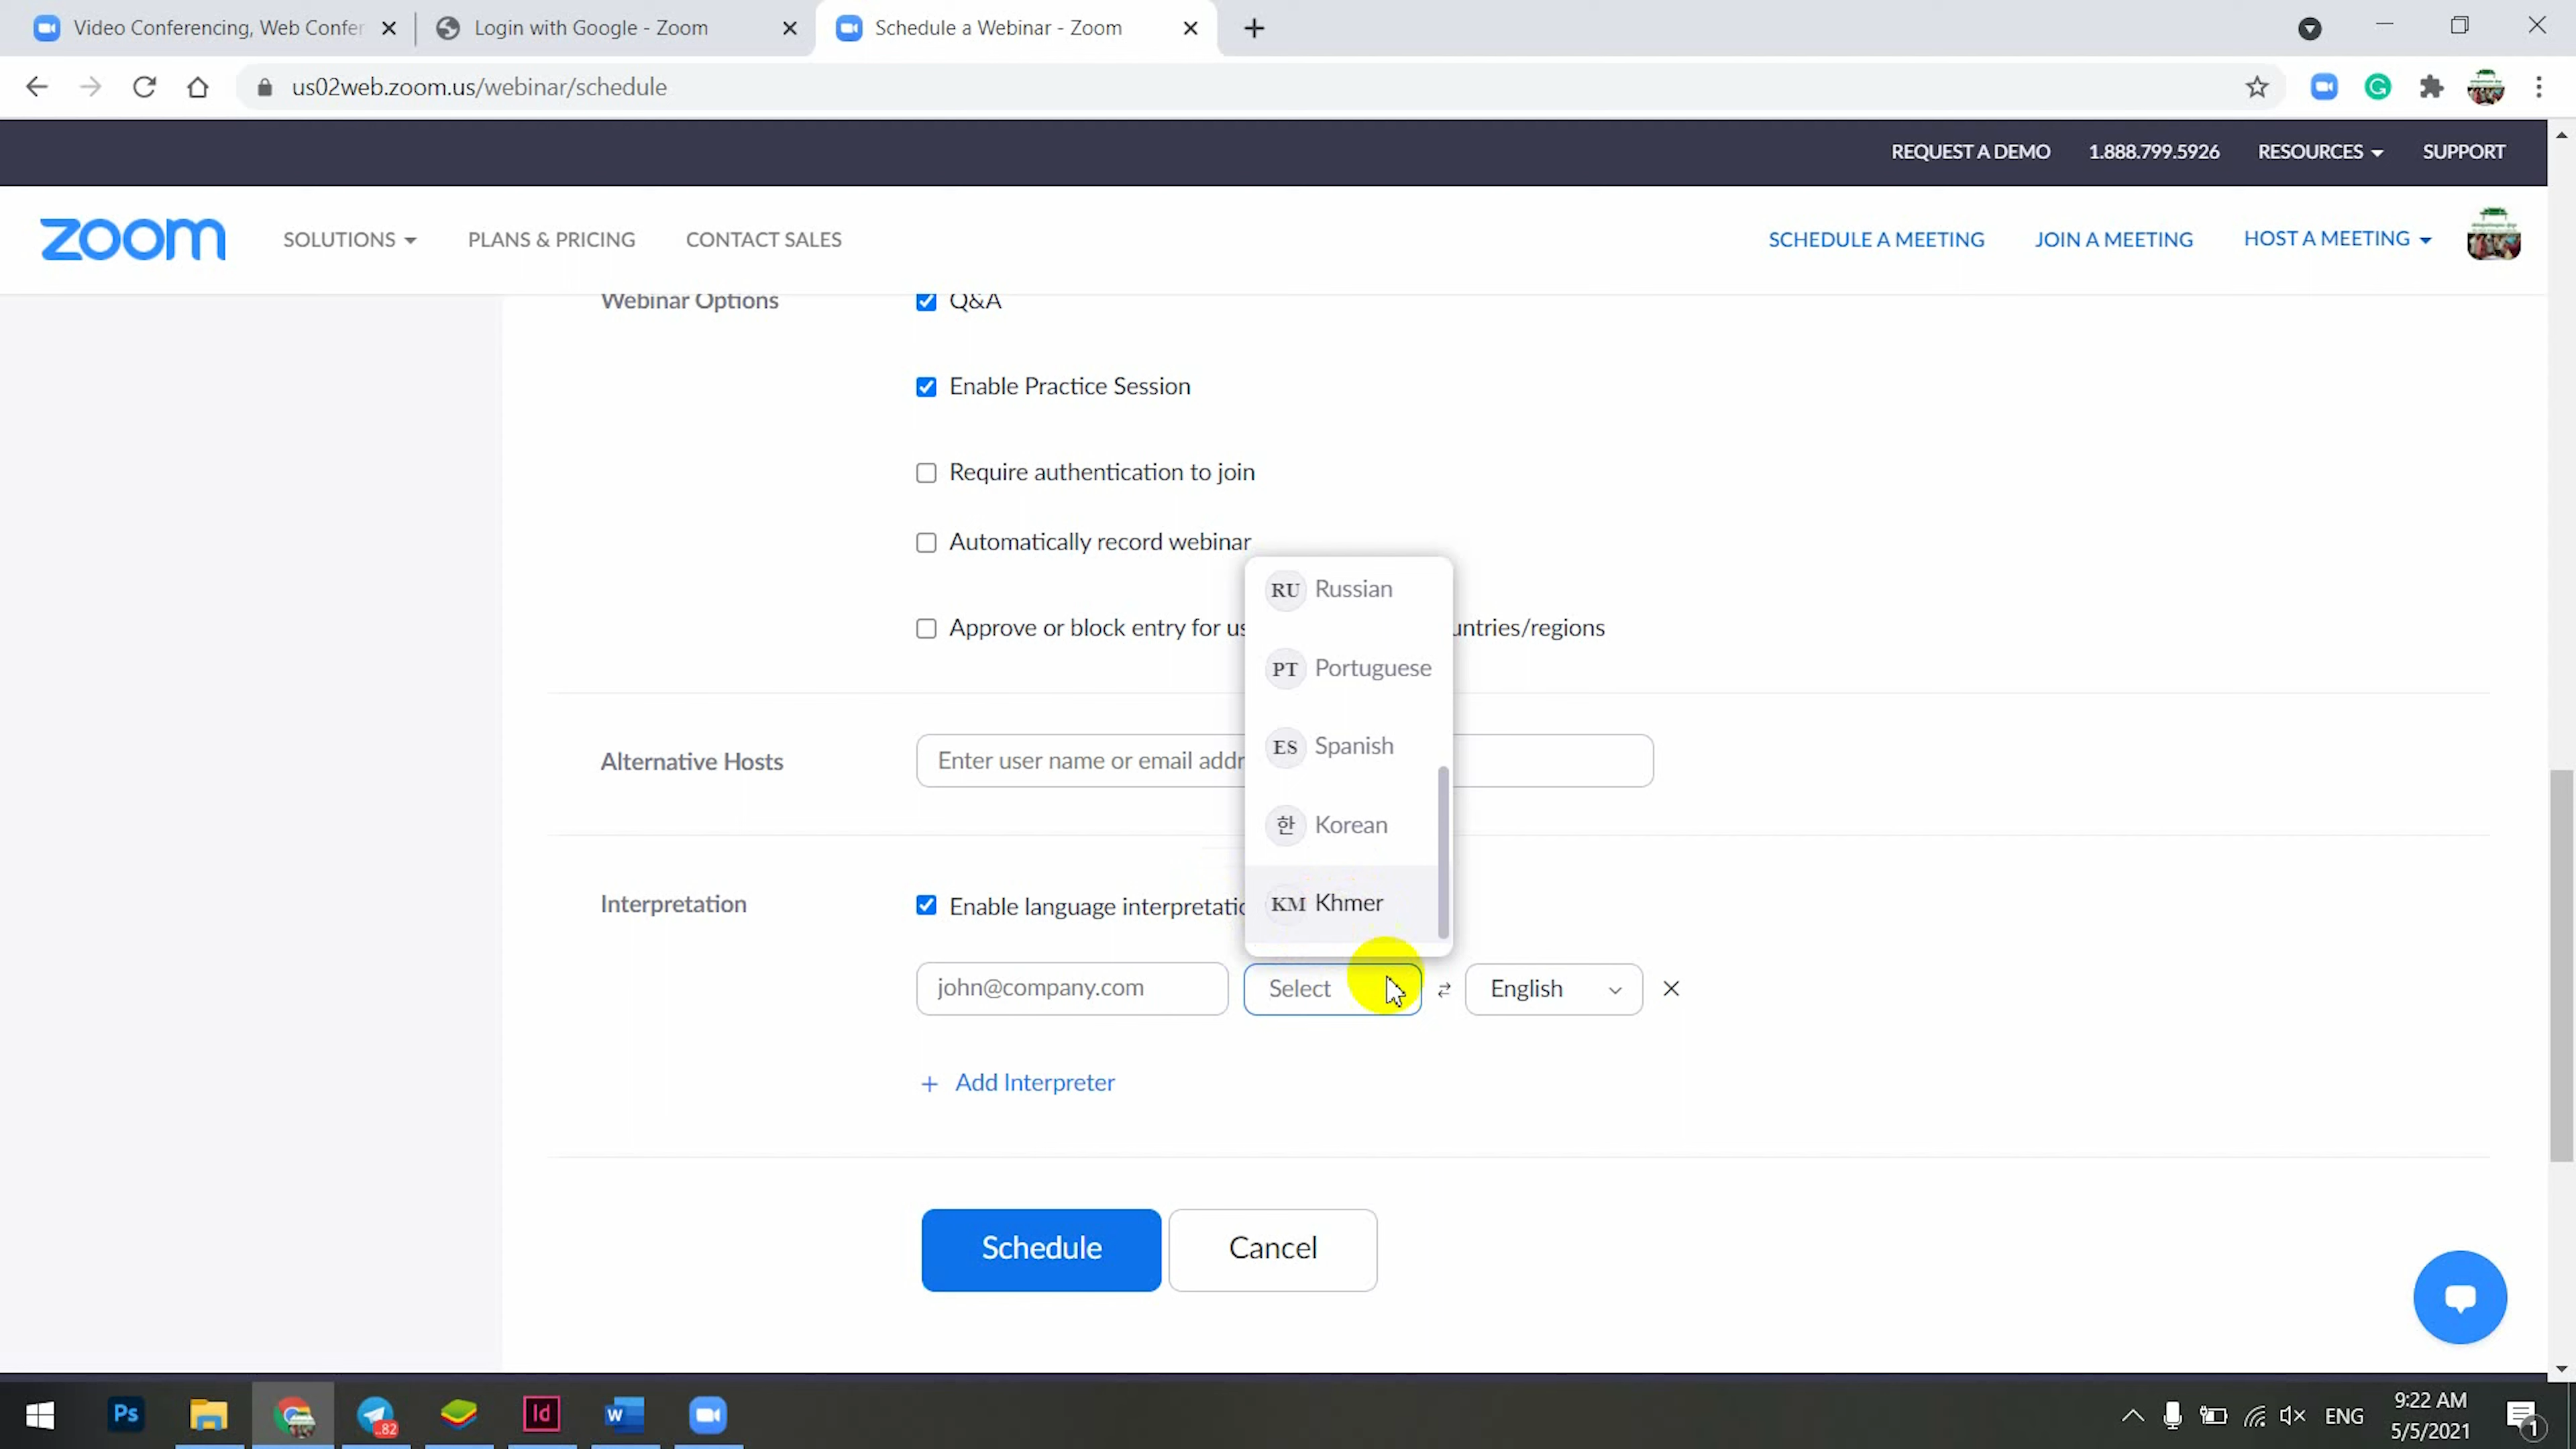 Video Conferencing, Web Confer
Login with Google - Zoom
Schedule a Webinar - Zoom
us02web.zoom.us/webinar/schedule
REQUEST A DEMO
1.888.799.5926
RESOURCES
SUPPORT
zoom
SOLUTIONS
PLANS & PRICING
CONTACT SALES
SCHEDULE A MEETING
JOIN A MEETING
HOST A MEETING
Webinar Options
Q&A
Enable Practice Session
Require authentication to join
Automatically record webinar
RU Russian
Approve or block entry for us
untries/regions
PT Portuguese
ES Spanish
Alternative Hosts
Enter user name or email addr
한 Korean
Interpretation
Enable language interpretatio
KM Khmer
john@company.com
Select
English
+ Add Interpreter
Schedule
Cancel
Ps
..82
Id
W
ENG
9:22 AM
5/5/2021
1